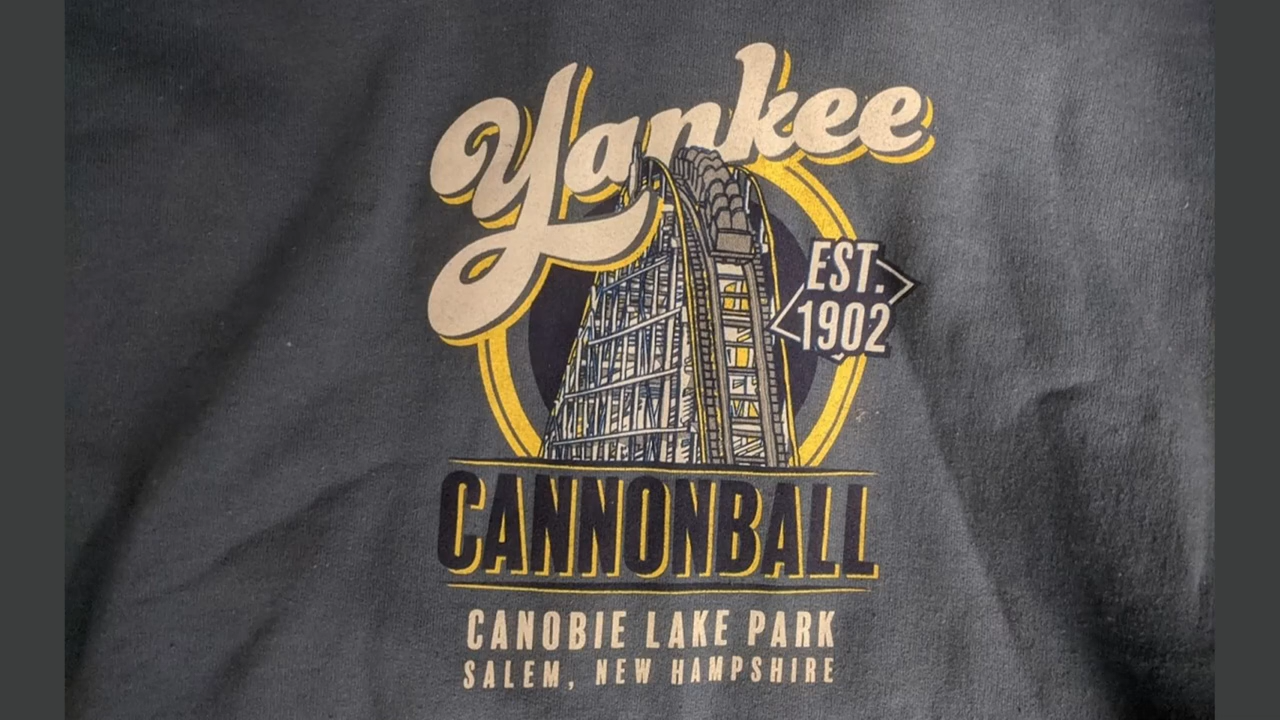 Yankee
EST.
1902
CANNONBALL
CANOBIE LAKE PARK
SALEM, NEW HAMPSHIRE